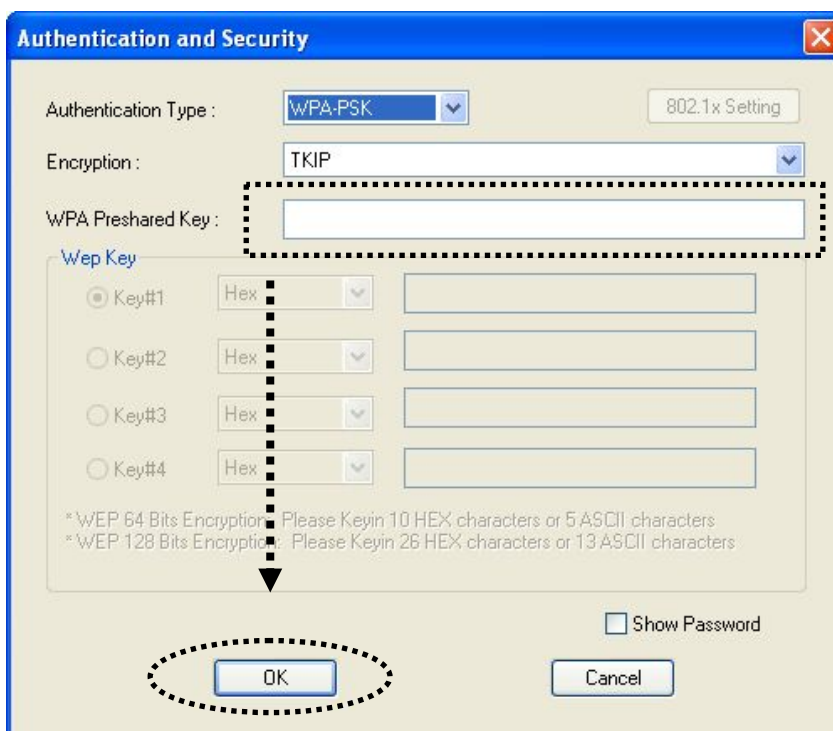 Authentication and Security
Authentication Type : WPA-PSK 802.1x Setting
Encryption : TKIP
WPA Preshared Key :
Wep Key
Key#1 Hex
Key#2 Hex
Key#3 Hex
Key#4 Hex
* WEP 64 Bits Encryption: Please Keyin 10 HEX characters or 5 ASCII characters
* WEP 128 Bits Encryption: Please Keyin 26 HEX characters or 13 ASCII characters
Show Password
OK Cancel